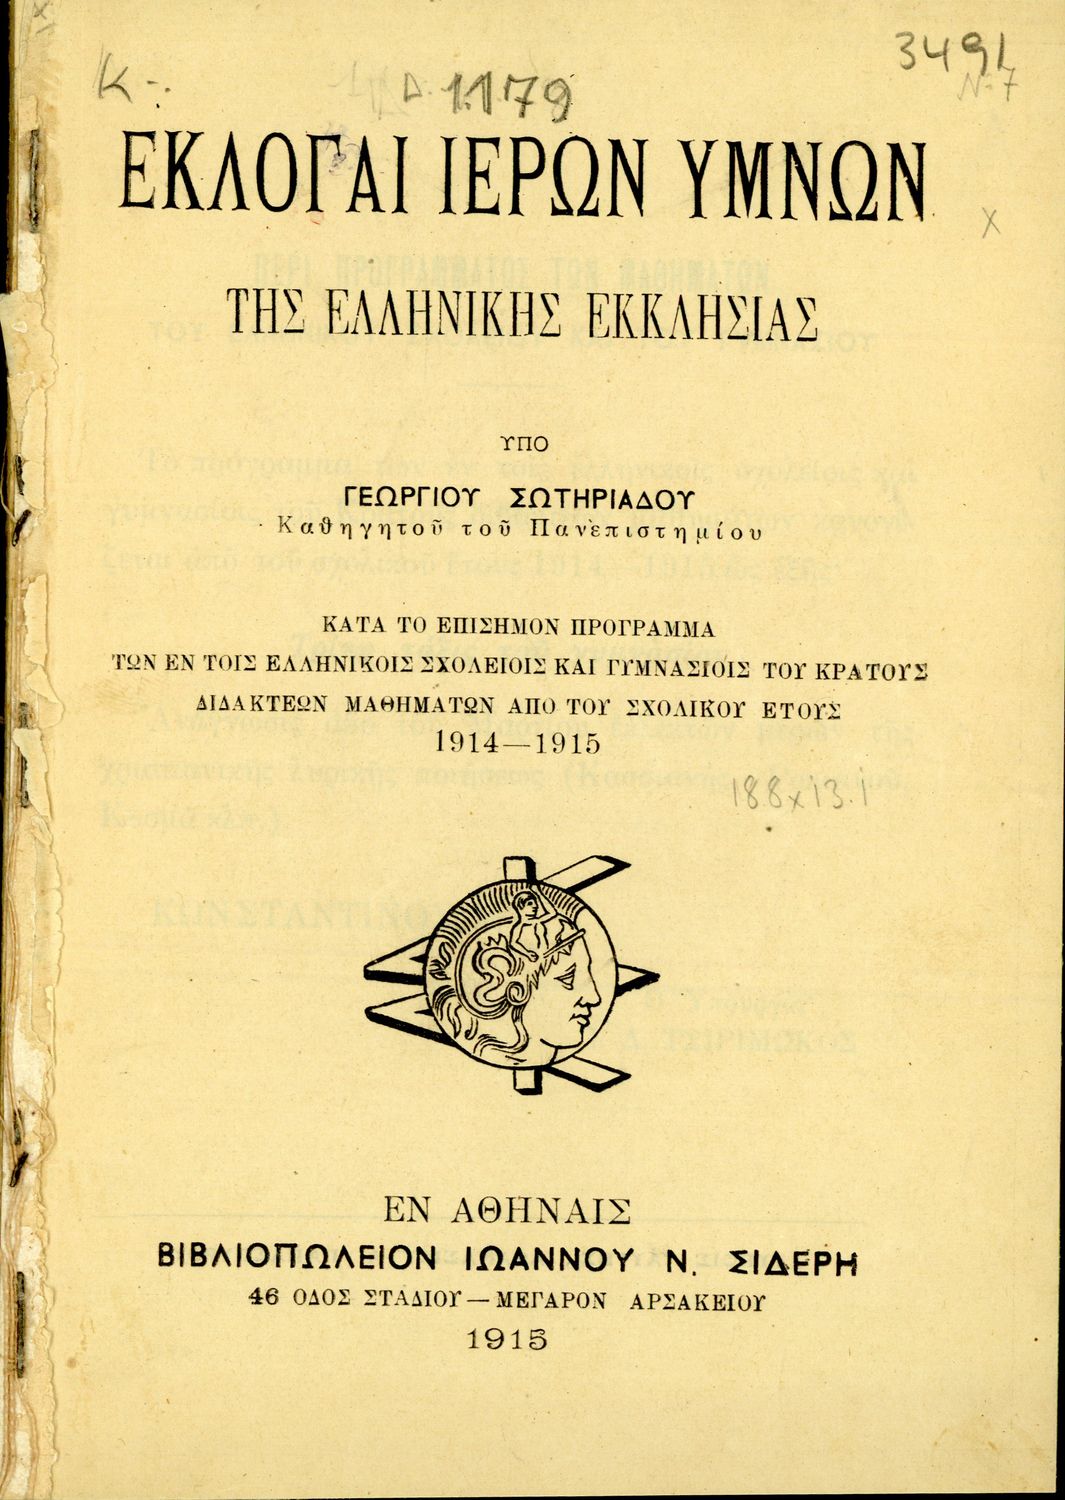 3491
Κ-.
Δ. 1179
Ν-7
ΕΚΛΟΓΑΙ ΙΕΡΩΝ ΥΜΝΩΝ
x
ΤΗΣ ΕΛΛΗΝΙΚΗΣ ΕΚΚΛΗΣΙΑΣ
ΥΠΟ
ΓΕΩΡΓΙΟΥ ΣΩΤΗΡΙΑΔΟΥ
Καθηγητοῦ τοῦ Πανεπιστημίου
ΚΑΤΑ ΤΟ ΕΠΙΣΗΜΟΝ ΠΡΟΓΡΑΜΜΑ
ΤΩΝ ΕΝ ΤΟΙΣ ΕΛΛΗΝΙΚΟΙΣ ΣΧΟΛΕΙΟΙΣ ΚΑΙ ΓΥΜΝΑΣΙΟΙΣ ΤΟΥ ΚΡΑΤΟΥΣ
ΔΙΔΑΚΤΕΩΝ ΜΑΘΗΜΑΤΩΝ ΑΠΟ ΤΟΥ ΣΧΟΛΙΚΟΥ ΕΤΟΥΣ
1914—1915
188x13.1
ΕΝ ΑΘΗΝΑΙΣ
ΒΙΒΛΙΟΠΩΛΕΙΟΝ ΙΩΑΝΝΟΥ Ν. ΣΙΔΕΡΗ
46 ΟΔΟΣ ΣΤΑΔΙΟΥ—ΜΕΓΑΡΟΝ ΑΡΣΑΚΕΙΟΥ
1915